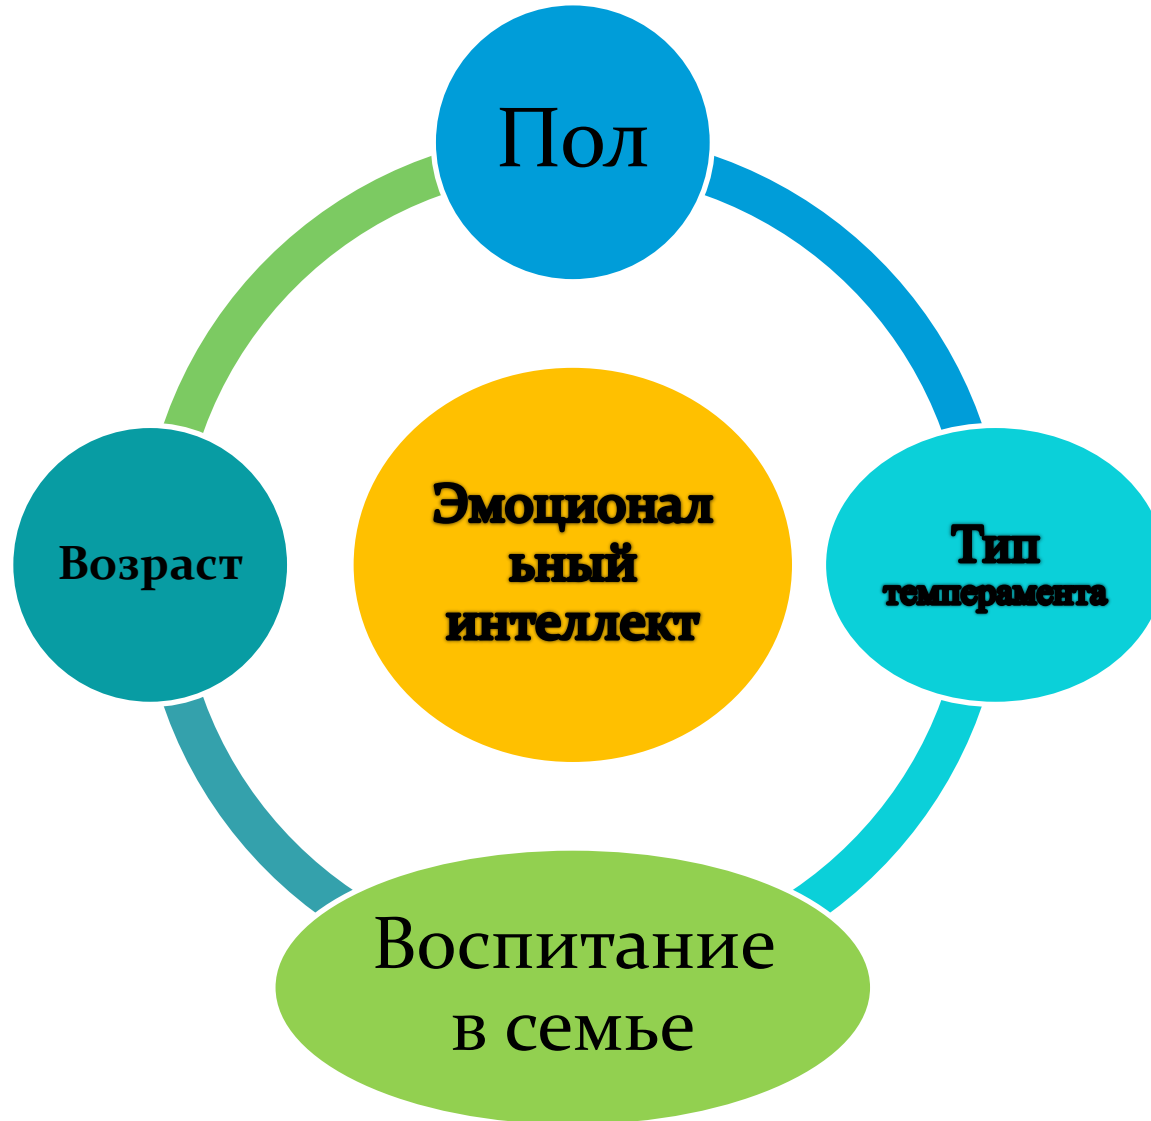 Пол
Эмоционал
ьный
интеллект
Возраст
Тип
темперамента
Воспитание
в семье